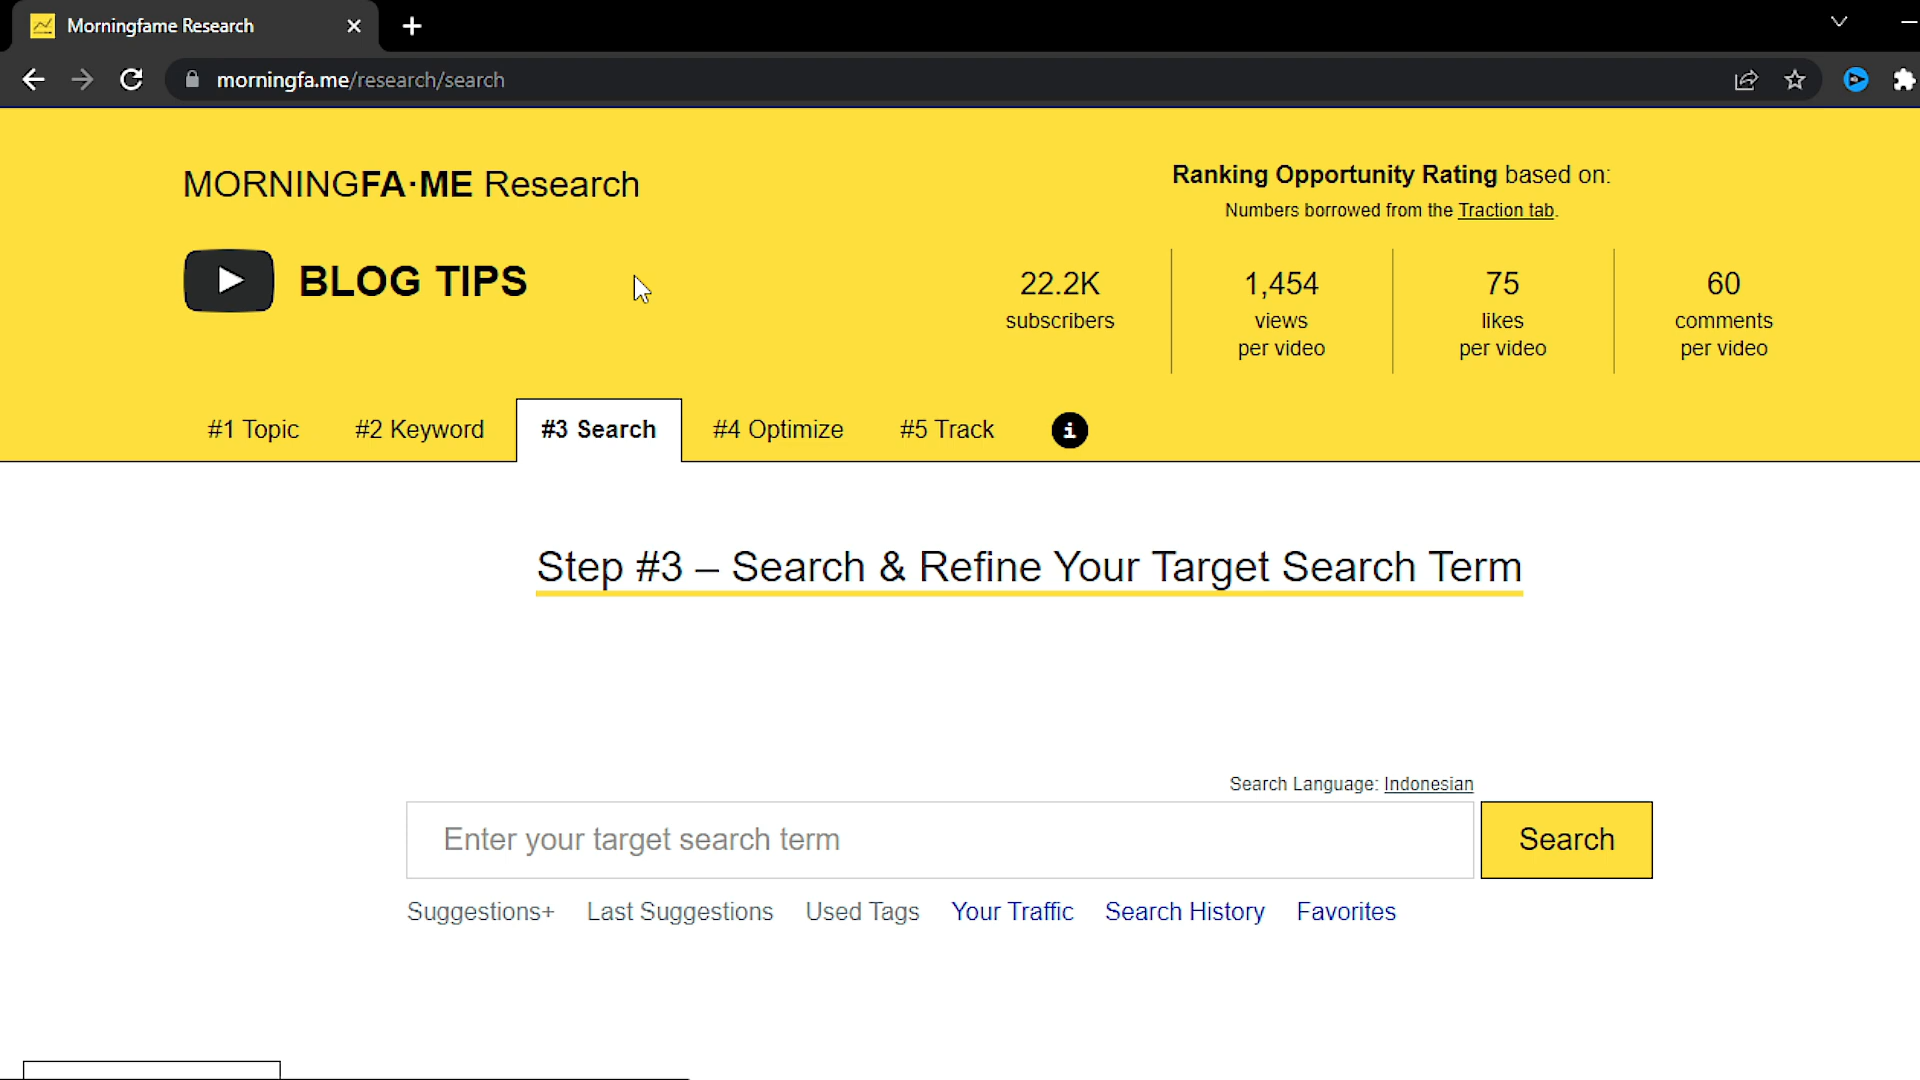 Morningfame Research
morningfa.me/research/search
MORNINGFA·ME Research
Ranking Opportunity Rating based on:
Numbers borrowed from the Traction tab.
BLOG TIPS
22.2K
subscribers
1,454
views
per video
75
likes
per video
60
comments
per video
#1 Topic
#2 Keyword
#3 Search
#4 Optimize
#5 Track
i
Step #3 – Search & Refine Your Target Search Term
Search Language: Indonesian
Enter your target search term
Search
Suggestions+
Last Suggestions
Used Tags
Your Traffic
Search History
Favorites